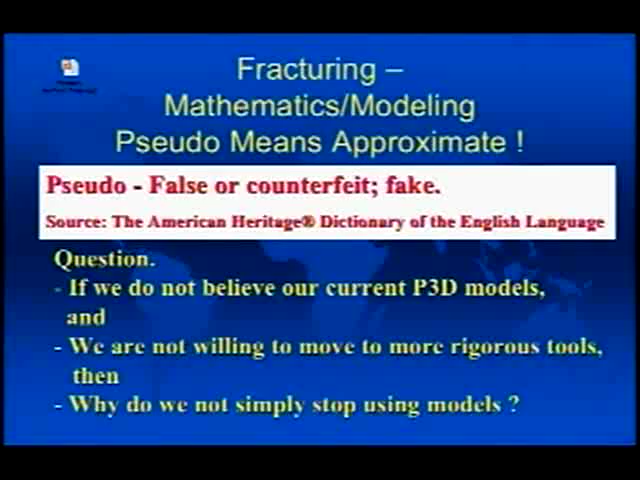 Fracturing –
Mathematics/Modeling
Pseudo Means Approximate !
Pseudo - False or counterfeit; fake.
Source: The American Heritage® Dictionary of the English Language
Question.
- If we do not believe our current P3D models,
and
- We are not willing to move to more rigorous tools,
then
- Why do we not simply stop using models ?